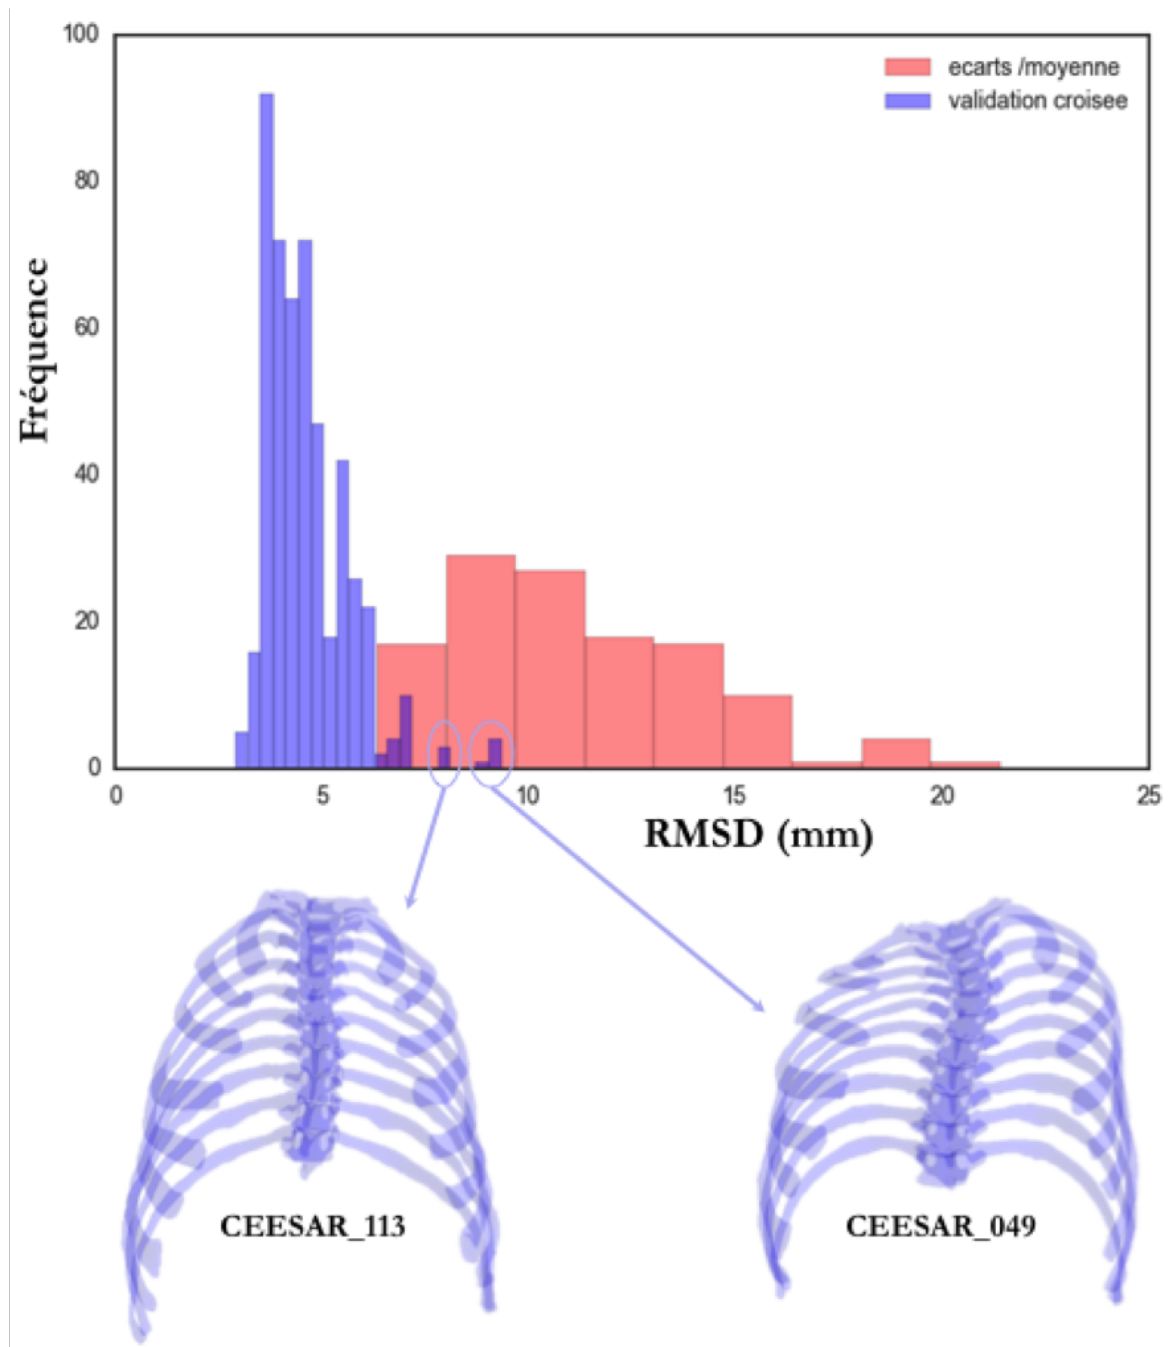 100
80
60
40
20
0
Fréquence
ecarts /moyenne
validation croisee
0 5 10 15 20 25
RMSD (mm)
CEESAR_113
CEESAR_049